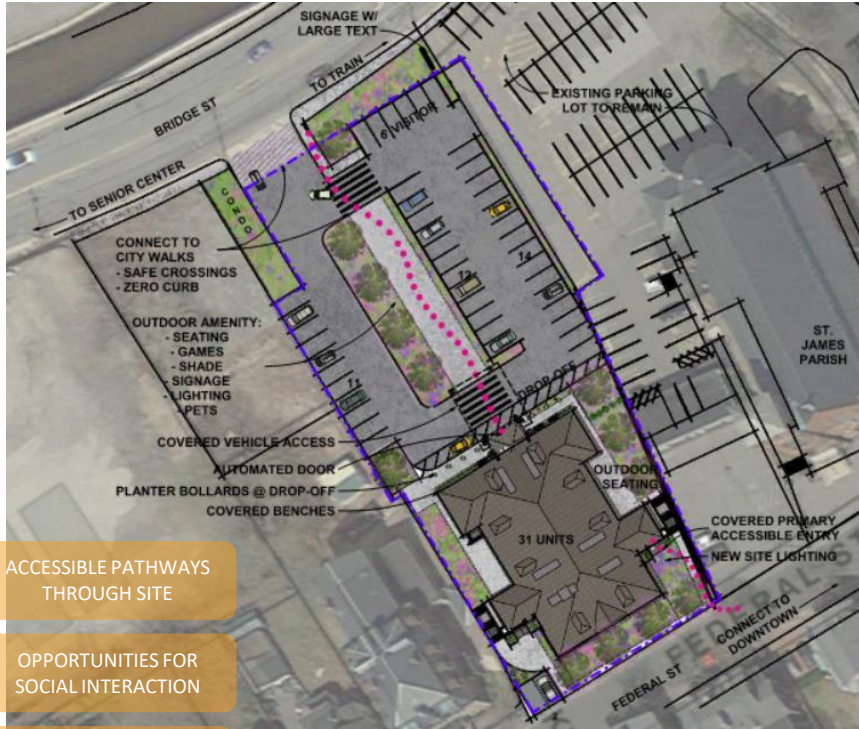 SIGNAGE W/
LARGE TEXT
TO TRAIN
BRIDGE ST
EXISTING PARKING
LOT TO REMAIN
6 VISITOR
TO SENIOR CENTER
CONDO
CONNECT TO
CITY WALKS
- SAFE CROSSINGS
- ZERO CURB
14
12
OUTDOOR AMENITY:
- SEATING
- GAMES
- SHADE
- SIGNAGE
- LIGHTING
- PETS
ST.
JAMES
PARISH
11
DROP OFF
COVERED VEHICLE ACCESS
AUTOMATED DOOR
PLANTER BOLLARDS @ DROP-OFF
COVERED BENCHES
OUTDOOR
SEATING
31 UNITS
COVERED PRIMARY
ACCESSIBLE ENTRY
NEW SITE LIGHTING
ACCESSIBLE PATHWAYS
THROUGH SITE
FEDERAL ST
CONNECT TO
DOWNTOWN
FEDERAL ST
OPPORTUNITIES FOR
SOCIAL INTERACTION